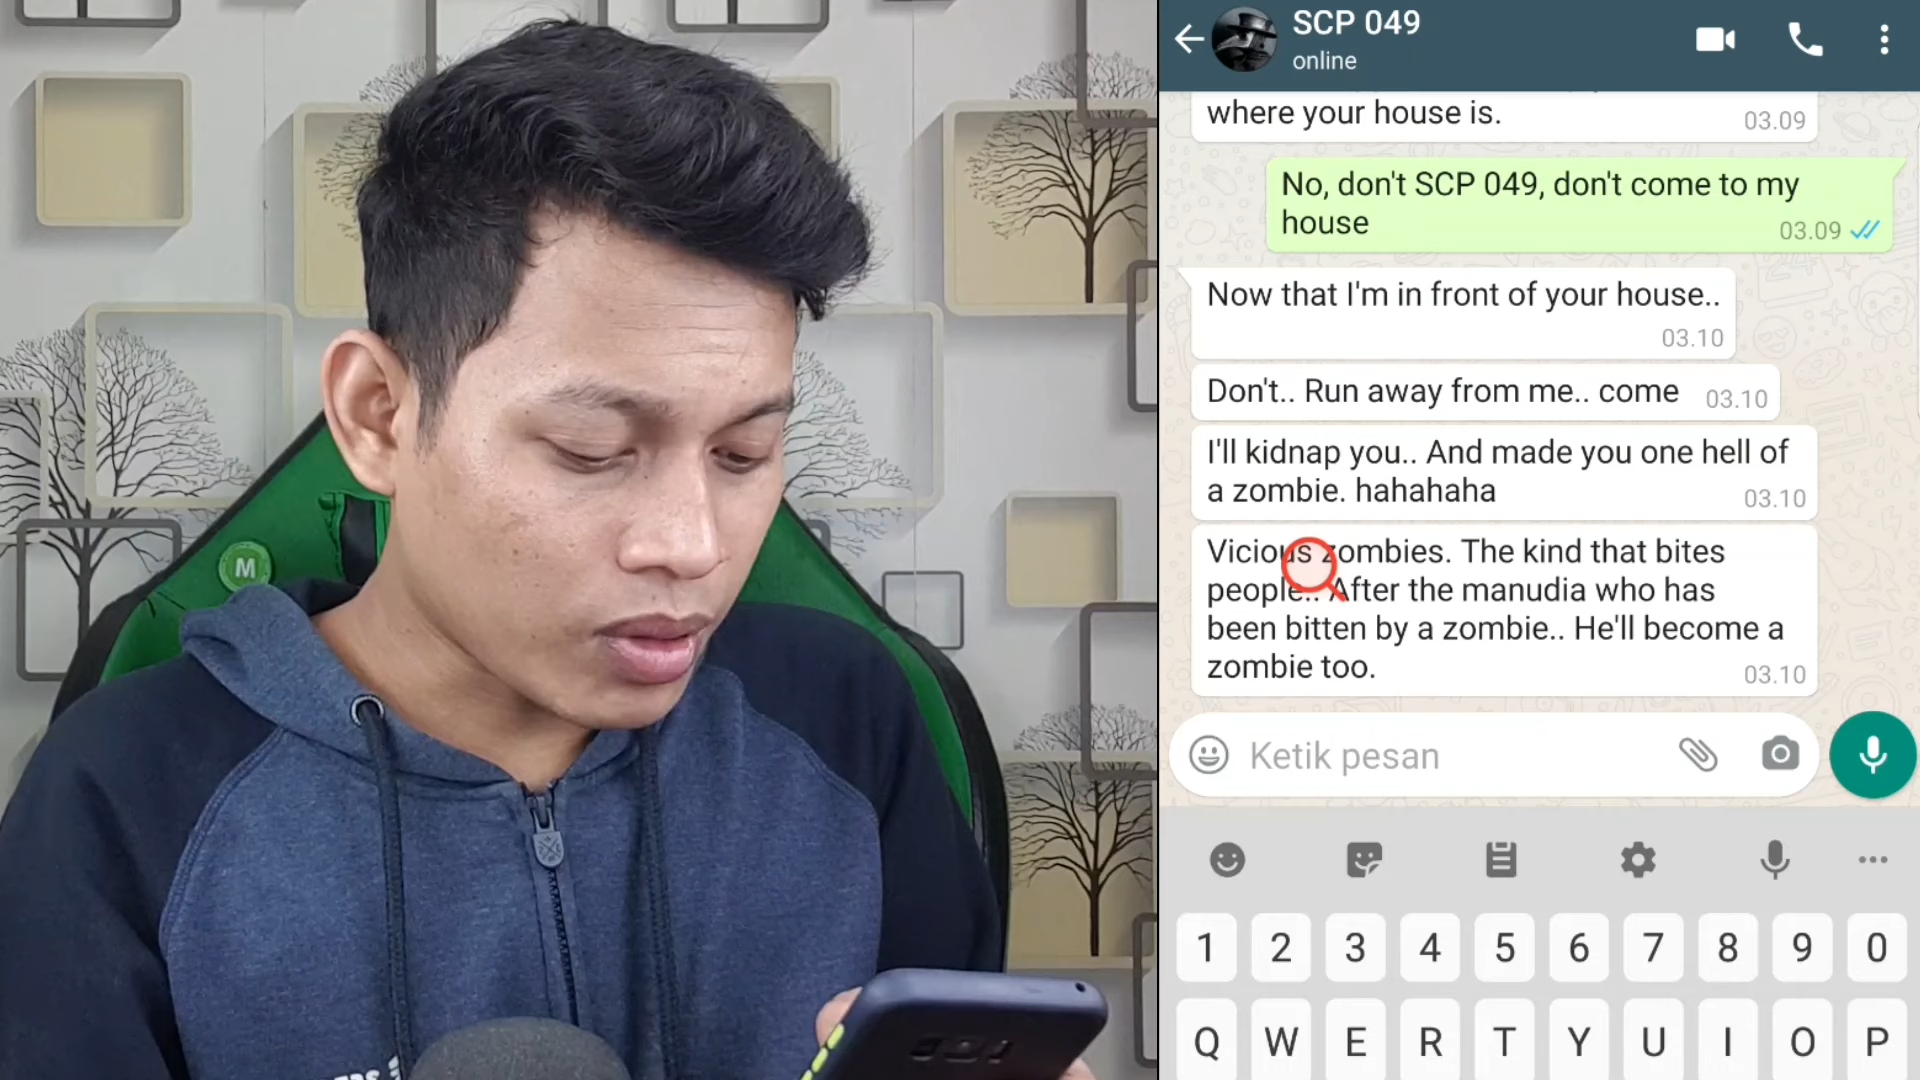 SCP 049
online
where your house is.
03.09
No, don't SCP 049, don't come to my
house
03.09
Now that I'm in front of your house..
03.10
Don't.. Run away from me.. come
03.10
I'll kidnap you.. And made you one hell of
a zombie. hahahaha
03.10
Vicious zombies. The kind that bites
people.. After the manudia who has
been bitten by a zombie.. He'll become a
zombie too.
03.10
Ketik pesan
1 2 3 4 5 6 7 8 9 0
Q W E R T Y U I O P
M